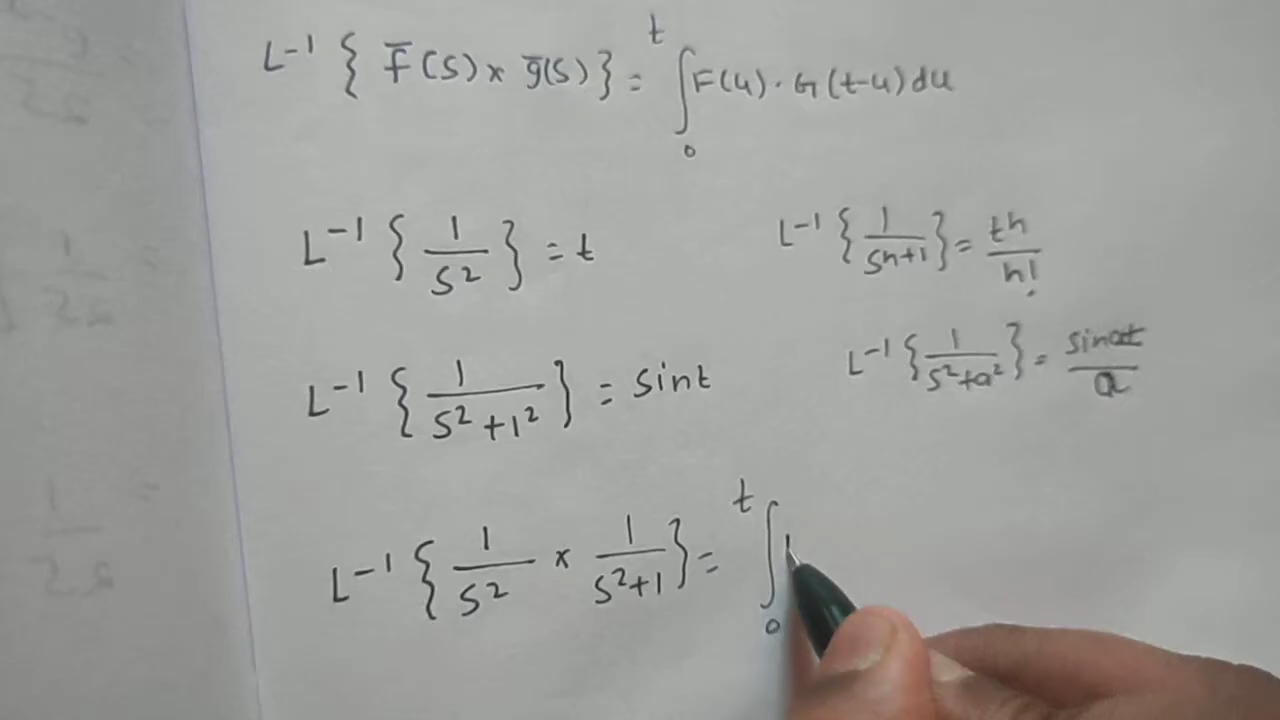 L⁻¹ { F̅(s) × g̅(s) } = ∫₀ᵗ F(u) · G(t-u) du
L⁻¹ { 1/s² } = t
L⁻¹ { 1/sⁿ⁺¹ } = tⁿ/n!
L⁻¹ { 1/(s²+1²) } = sint
L⁻¹ { 1/(s²+a²) } = sinat/a
L⁻¹ { 1/s² × 1/(s²+1) } = ∫₀ᵗ